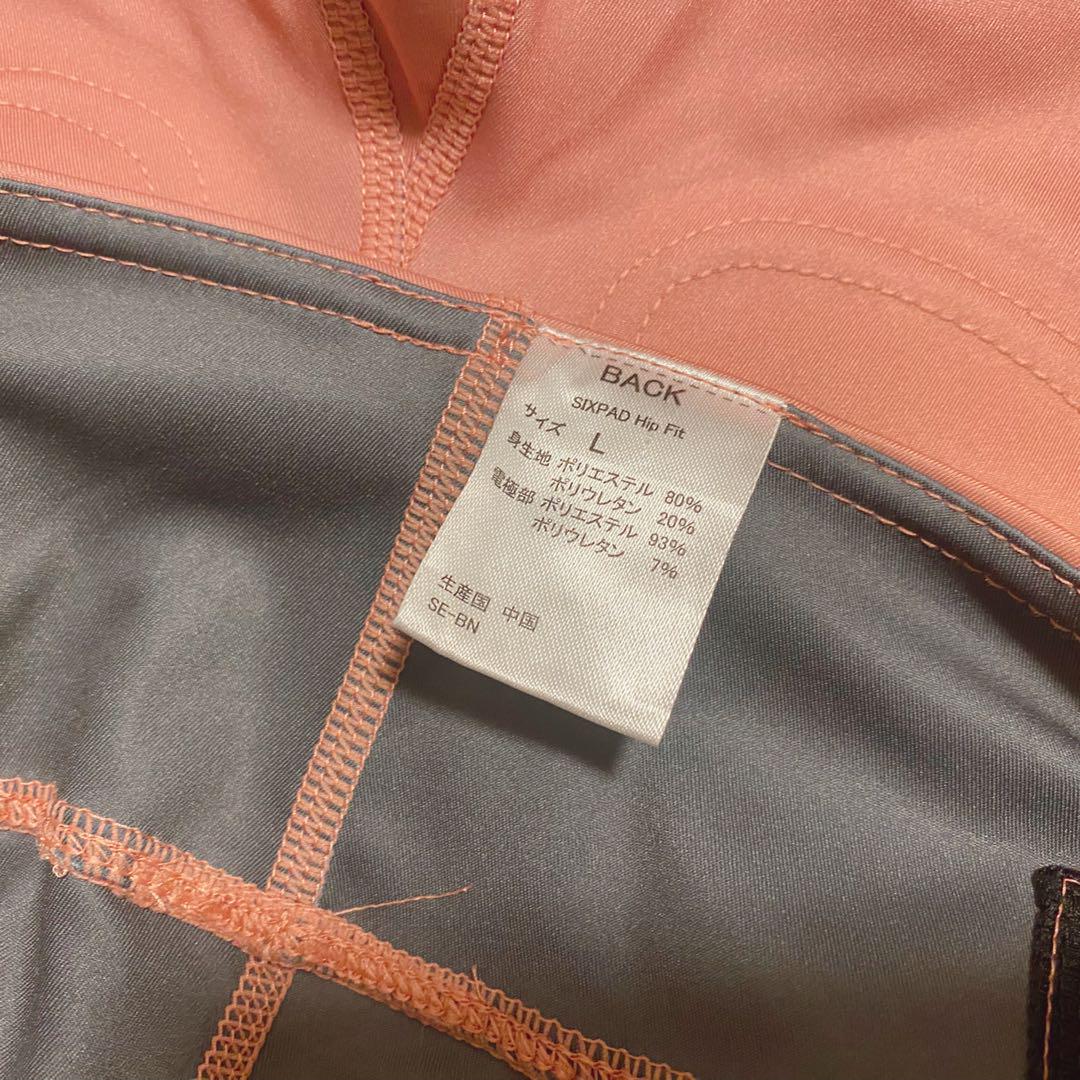 BACK
SIXPAD Hip Fit
サイズ L
身生地 ポリエステル 80%
ポリウレタン 20%
電極部 ポリエステル 93%
ポリウレタン 7%
生産国 中国
SE-BN